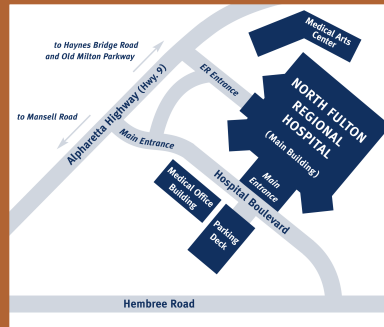 Medical Arts
Center
to Haynes Bridge Road
and Old Milton Parkway
ER Entrance
NORTH FULTON
REGIONAL
HOSPITAL
(Main Building)
to Mansell Road
Alpharetta Highway (Hwy. 9)
Main Entrance
Main
Entrance
Medical Office
Building
Hospital Boulevard
Parking
Deck
Hembree Road